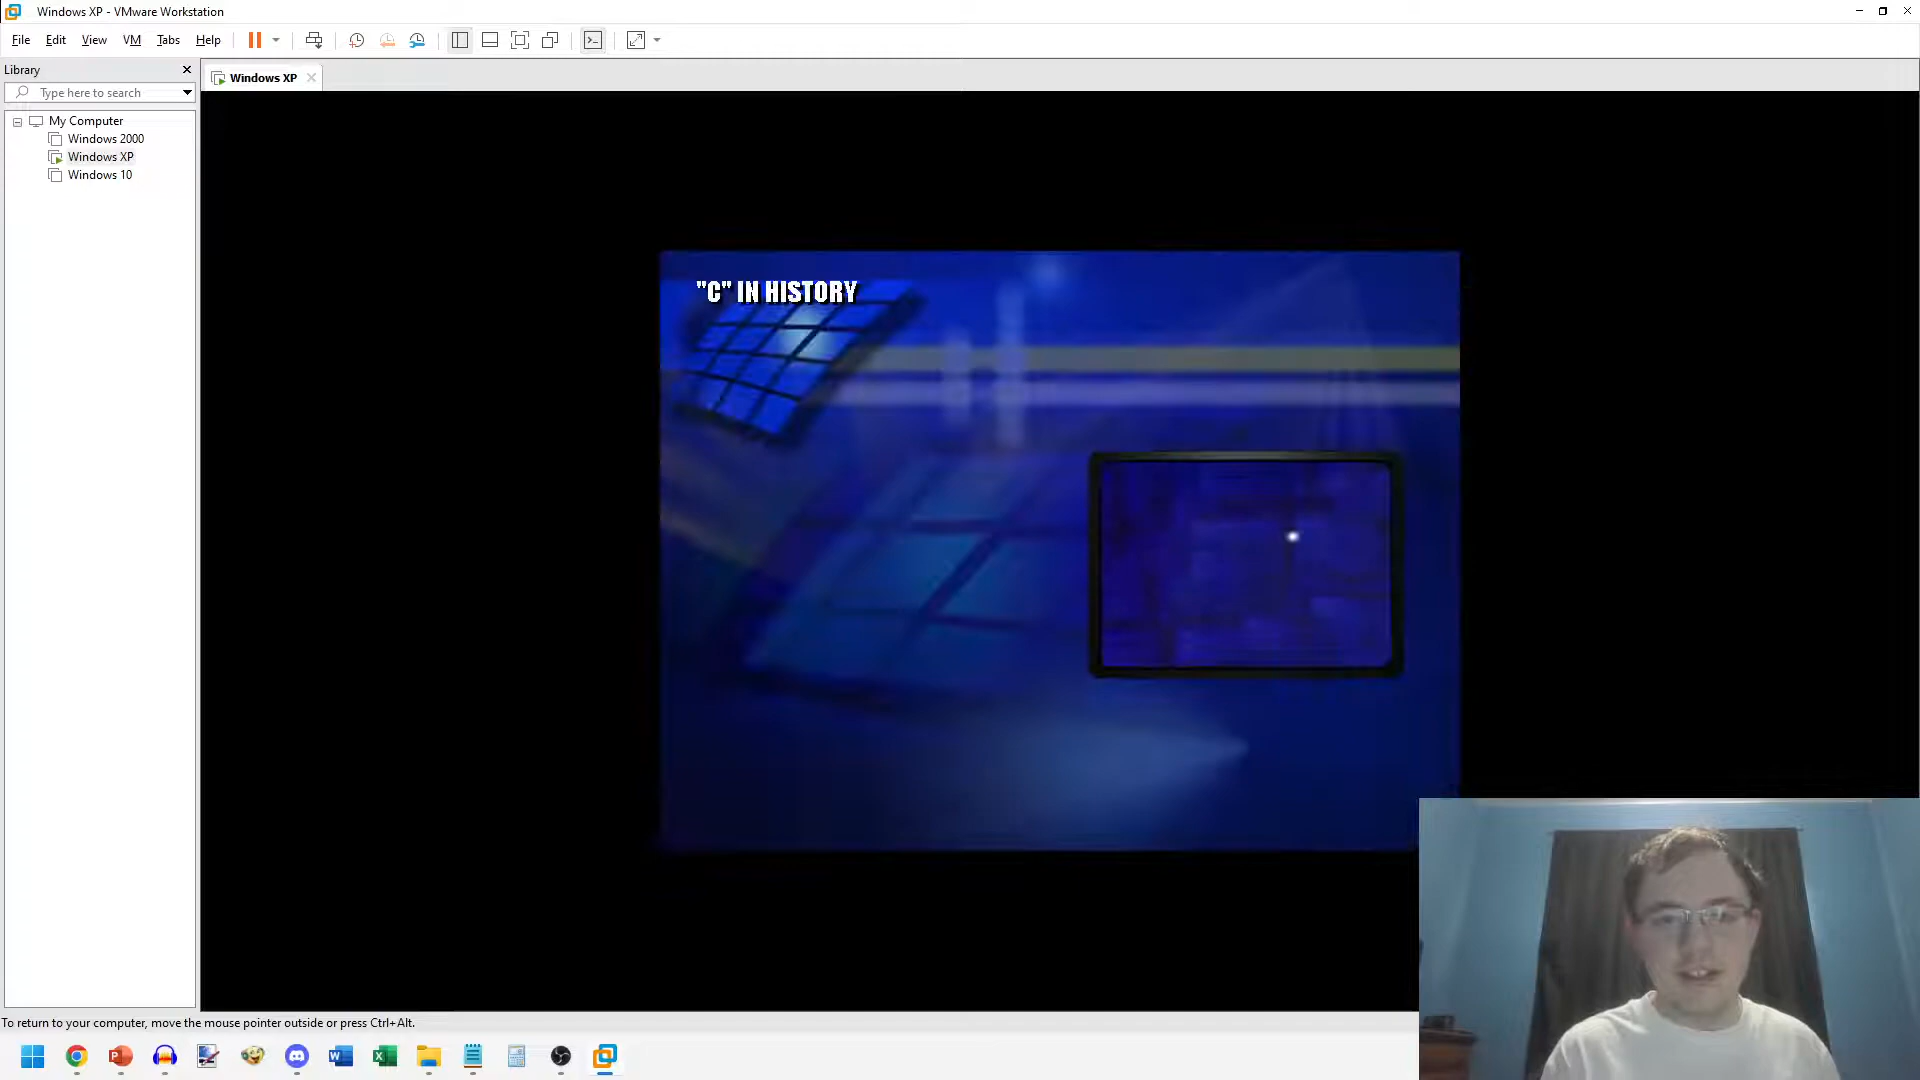 Windows XP - VMware Workstation
File Edit View VM Tabs Help
Library
Windows XP
Type here to search
My Computer
Windows 2000
Windows XP
Windows 10
"C" IN HISTORY
To return to your computer, move the mouse pointer outside or press Ctrl+Alt.